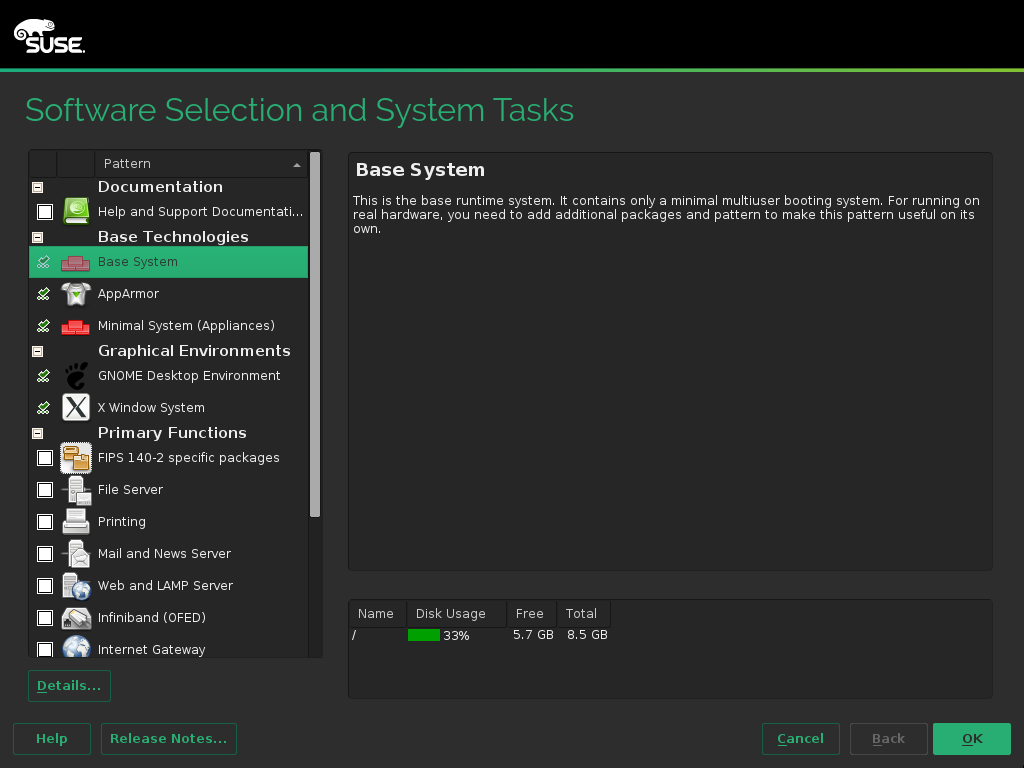 SUSE.
Software Selection and System Tasks
Pattern
Documentation
Help and Support Documentati...
Base Technologies
Base System
AppArmor
Minimal System (Appliances)
Graphical Environments
GNOME Desktop Environment
X Window System
Primary Functions
FIPS 140-2 specific packages
File Server
Printing
Mail and News Server
Web and LAMP Server
Infiniband (OFED)
Internet Gateway
Details...
Base System
This is the base runtime system. It contains only a minimal multiuser booting system. For running on
real hardware, you need to add additional packages and pattern to make this pattern useful on its
own.
Name Disk Usage Free Total
/ 33% 5.7 GB 8.5 GB
Help Release Notes... Cancel Back OK